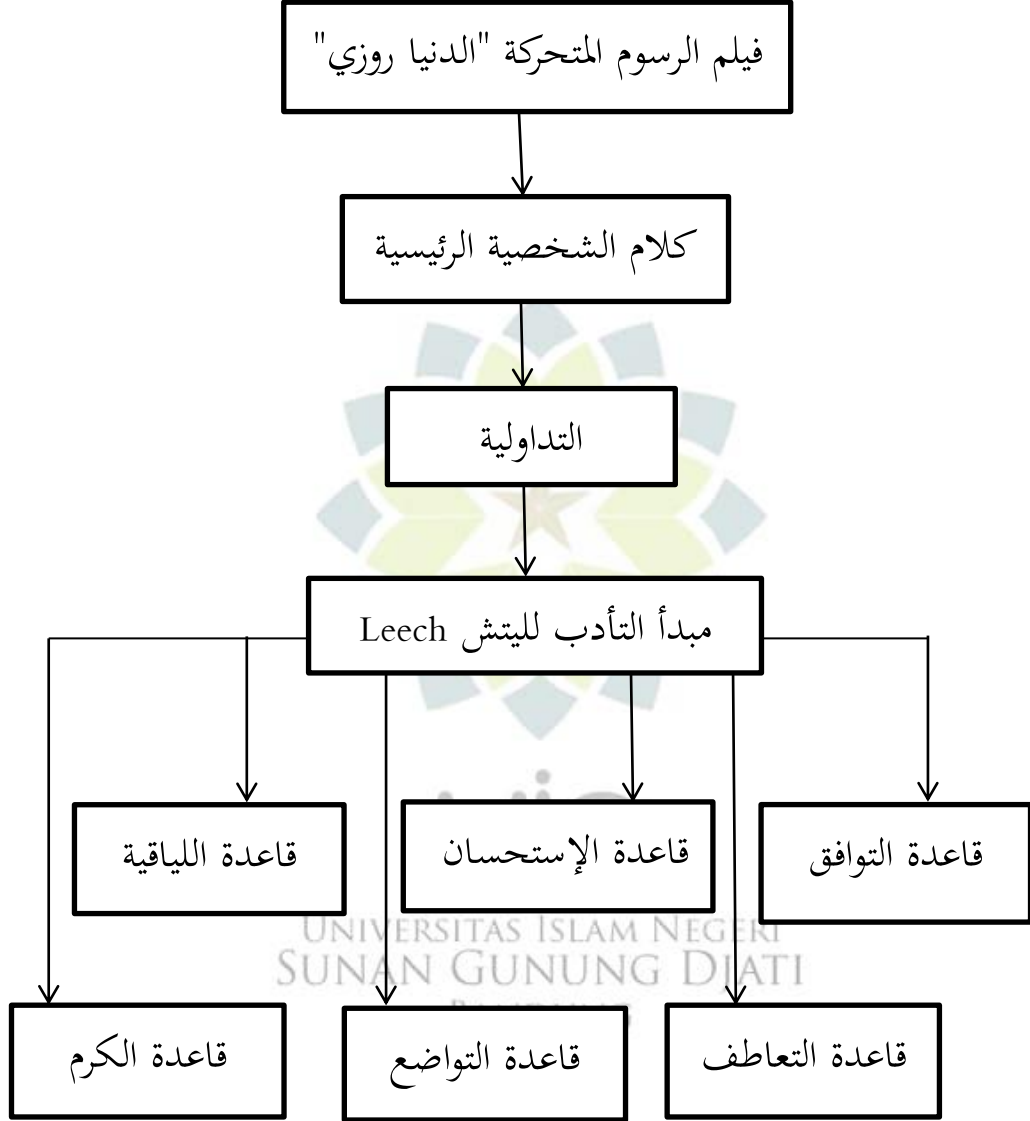 فيلم الرسوم المتحركة "الدنيا روزي"
كلام الشخصية الرئيسية
التداولية
مبدأ التأدب لليتش Leech
قاعدة التوافق
قاعدة الإستحسان
قاعدة اللياقية
UNIVERSITAS ISLAM NEGERI
SUNAN GUNUNG DJATI
قاعدة التعاطف
قاعدة التواضع
قاعدة الكرم